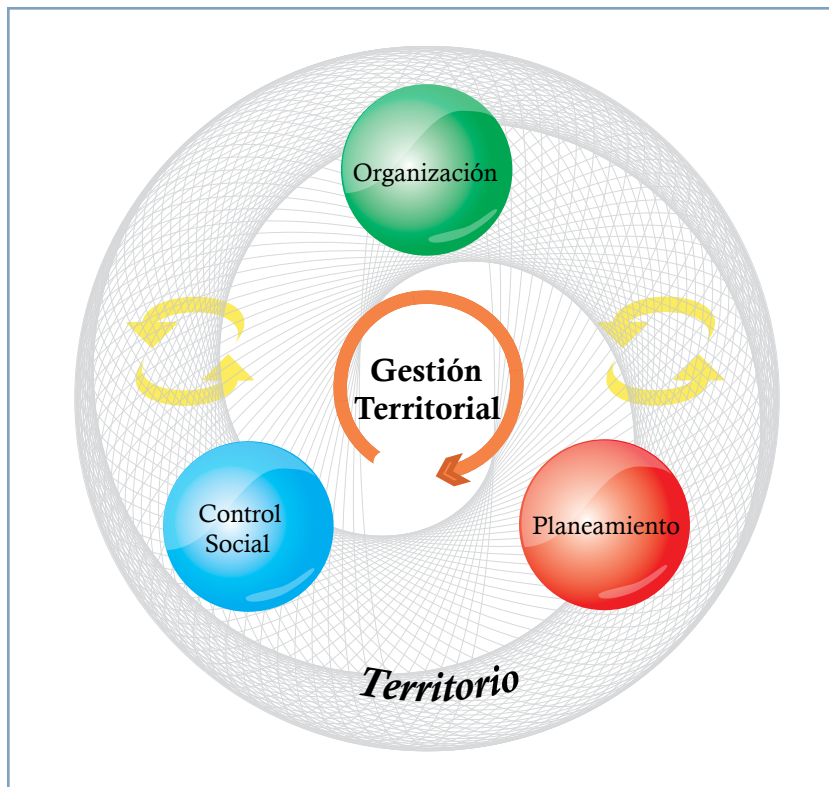 Organización
Gestión
Territorial
Control
Social
Planeamiento
Territorio